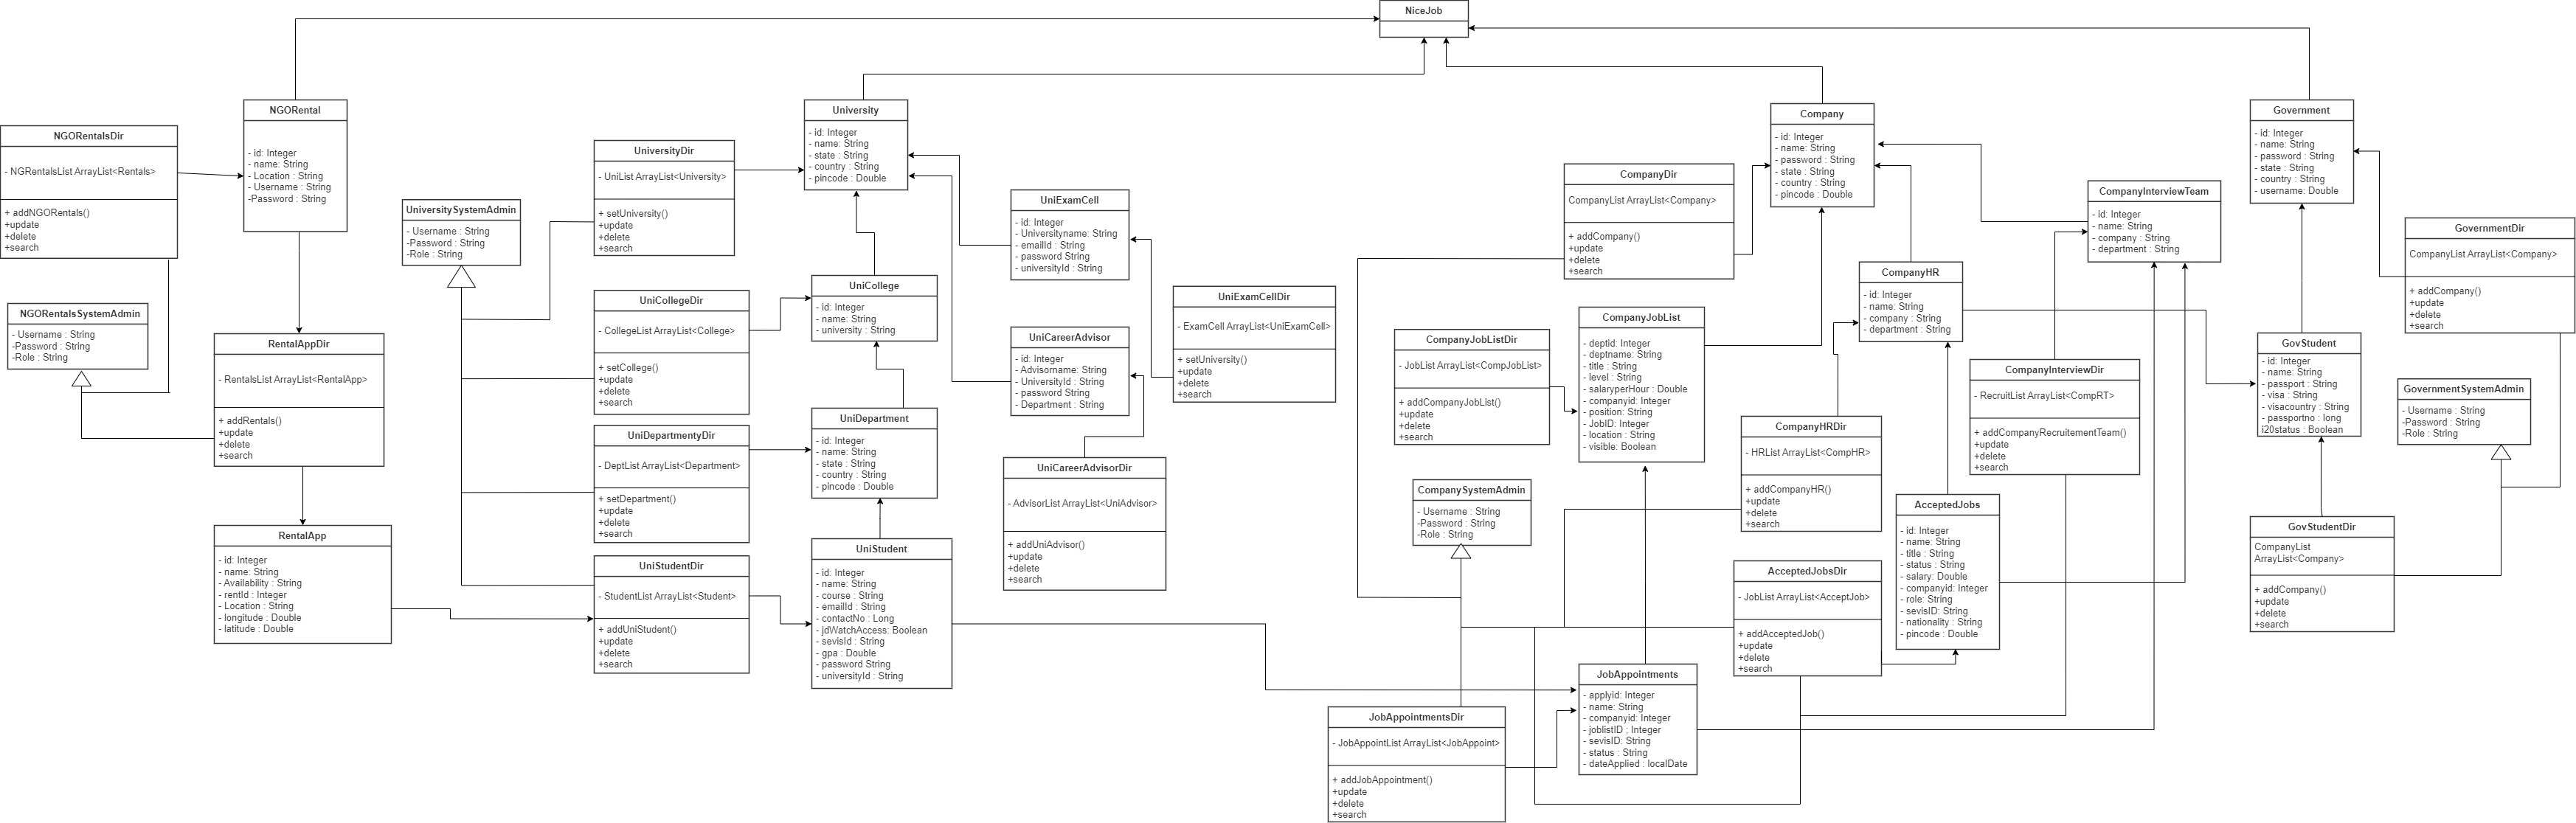 NiceJob
NGORentalsDir
- NGRentalsList ArrayList<Rentals>
+ addNGORentals()
+update
+delete
+search
NGORentalsSystemAdmin
- Username : String
-Password : String
-Role : String
NGORental
- id: Integer
- name: String
- Location : String
- Username : String
-Password : String
RentalAppDir
- RentalsList ArrayList<RentalApp>
+ addRentals()
+update
+delete
+search
RentalApp
- id: Integer
- name: String
- Availability : String
- rentId : Integer
- Location : String
- longitude : Double
- latitude : Double
UniversitySystemAdmin
- Username : String
-Password : String
-Role : String
UniversityDir
- UniList ArrayList<University>
+ setUniversity()
+update
+delete
+search
UniCollegeDir
- CollegeList ArrayList<College>
+ setCollege()
+update
+delete
+search
UniDepartmentyDir
- DeptList ArrayList<Department>
+ setDepartment()
+update
+delete
+search
UniStudentDir
- StudentList ArrayList<Student>
+ addUniStudent()
+update
+delete
+search
University
- id: Integer
- name: String
- state : String
- country : String
- pincode : Double
UniCollege
- id: Integer
- name: String
- university : String
UniDepartment
- id: Integer
- name: String
- state : String
- country : String
- pincode : Double
UniStudent
- id: Integer
- name: String
- course : String
- emailId : String
- contactNo : Long
- jdWatchAccess: Boolean
- sevisId : String
- gpa : Double
- password String
- universityId : String
UniExamCell
- id: Integer
- Universityname: String
- emailId : String
- password String
- universityId : String
UniCareerAdvisor
- id: Integer
- Advisorname: String
- UniversityId : String
- password String
- Department : String
UniCareerAdvisorDir
- AdvisorList ArrayList<UniAdvisor>
+ addUniAdvisor()
+update
+delete
+search
UniExamCellDir
- ExamCell ArrayList<UniExamCell>
+ setUniversity()
+update
+delete
+search
CompanyDir
CompanyList ArrayList<Company>
+ addCompany()
+update
+delete
+search
CompanyJobListDir
- JobList ArrayList<CompJobList>
+ addCompanyJobList()
+update
+delete
+search
CompanySystemAdmin
- Username : String
-Password : String
-Role : String
JobAppointmentsDir
- JobAppointList ArrayList<JobAppoint>
+ addJobAppointment()
+update
+delete
+search
CompanyJobList
- deptid: Integer
- deptname: String
- title : String
- level : String
- salaryperHour : Double
- companyid: Integer
- position: String
- JobID: Integer
- location : String
- visible: Boolean
JobAppointments
- applyid: Integer
- name: String
- companyid: Integer
- joblistID ; Integer
- sevisID: String
- status : String
- dateApplied : localDate
Company
- id: Integer
- name: String
- password : String
- state : String
- country : String
- pincode : Double
CompanyHR
- id: Integer
- name: String
- company : String
- department : String
CompanyHRDir
- HRList ArrayList<CompHR>
+ addCompanyHR()
+update
+delete
+search
AcceptedJobsDir
- JobList ArrayList<AcceptJob>
+ addAcceptedJob()
+update
+delete
+search
AcceptedJobs
- id: Integer
- name: String
- title : String
- status : String
- salary: Double
- companyid: Integer
- role: String
- sevisID: String
- nationality : String
- pincode : Double
CompanyInterviewTeam
- id: Integer
- name: String
- company : String
- department : String
CompanyInterviewDir
- RecruitList ArrayList<CompRT>
+ addCompanyRecruitementTeam()
+update
+delete
+search
Government
- id: Integer
- name: String
- password : String
- state : String
- country : String
- username: Double
GovStudent
- id: Integer
- name: String
- passport : String
- visa : String
- visacountry : String
- passportno : long
i20status : Boolean
GovStudentDir
CompanyList
ArrayList<Company>
+ addCompany()
+update
+delete
+search
GovernmentDir
CompanyList ArrayList<Company>
+ addCompany()
+update
+delete
+search
GovernmentSystemAdmin
- Username : String
-Password : String
-Role : String